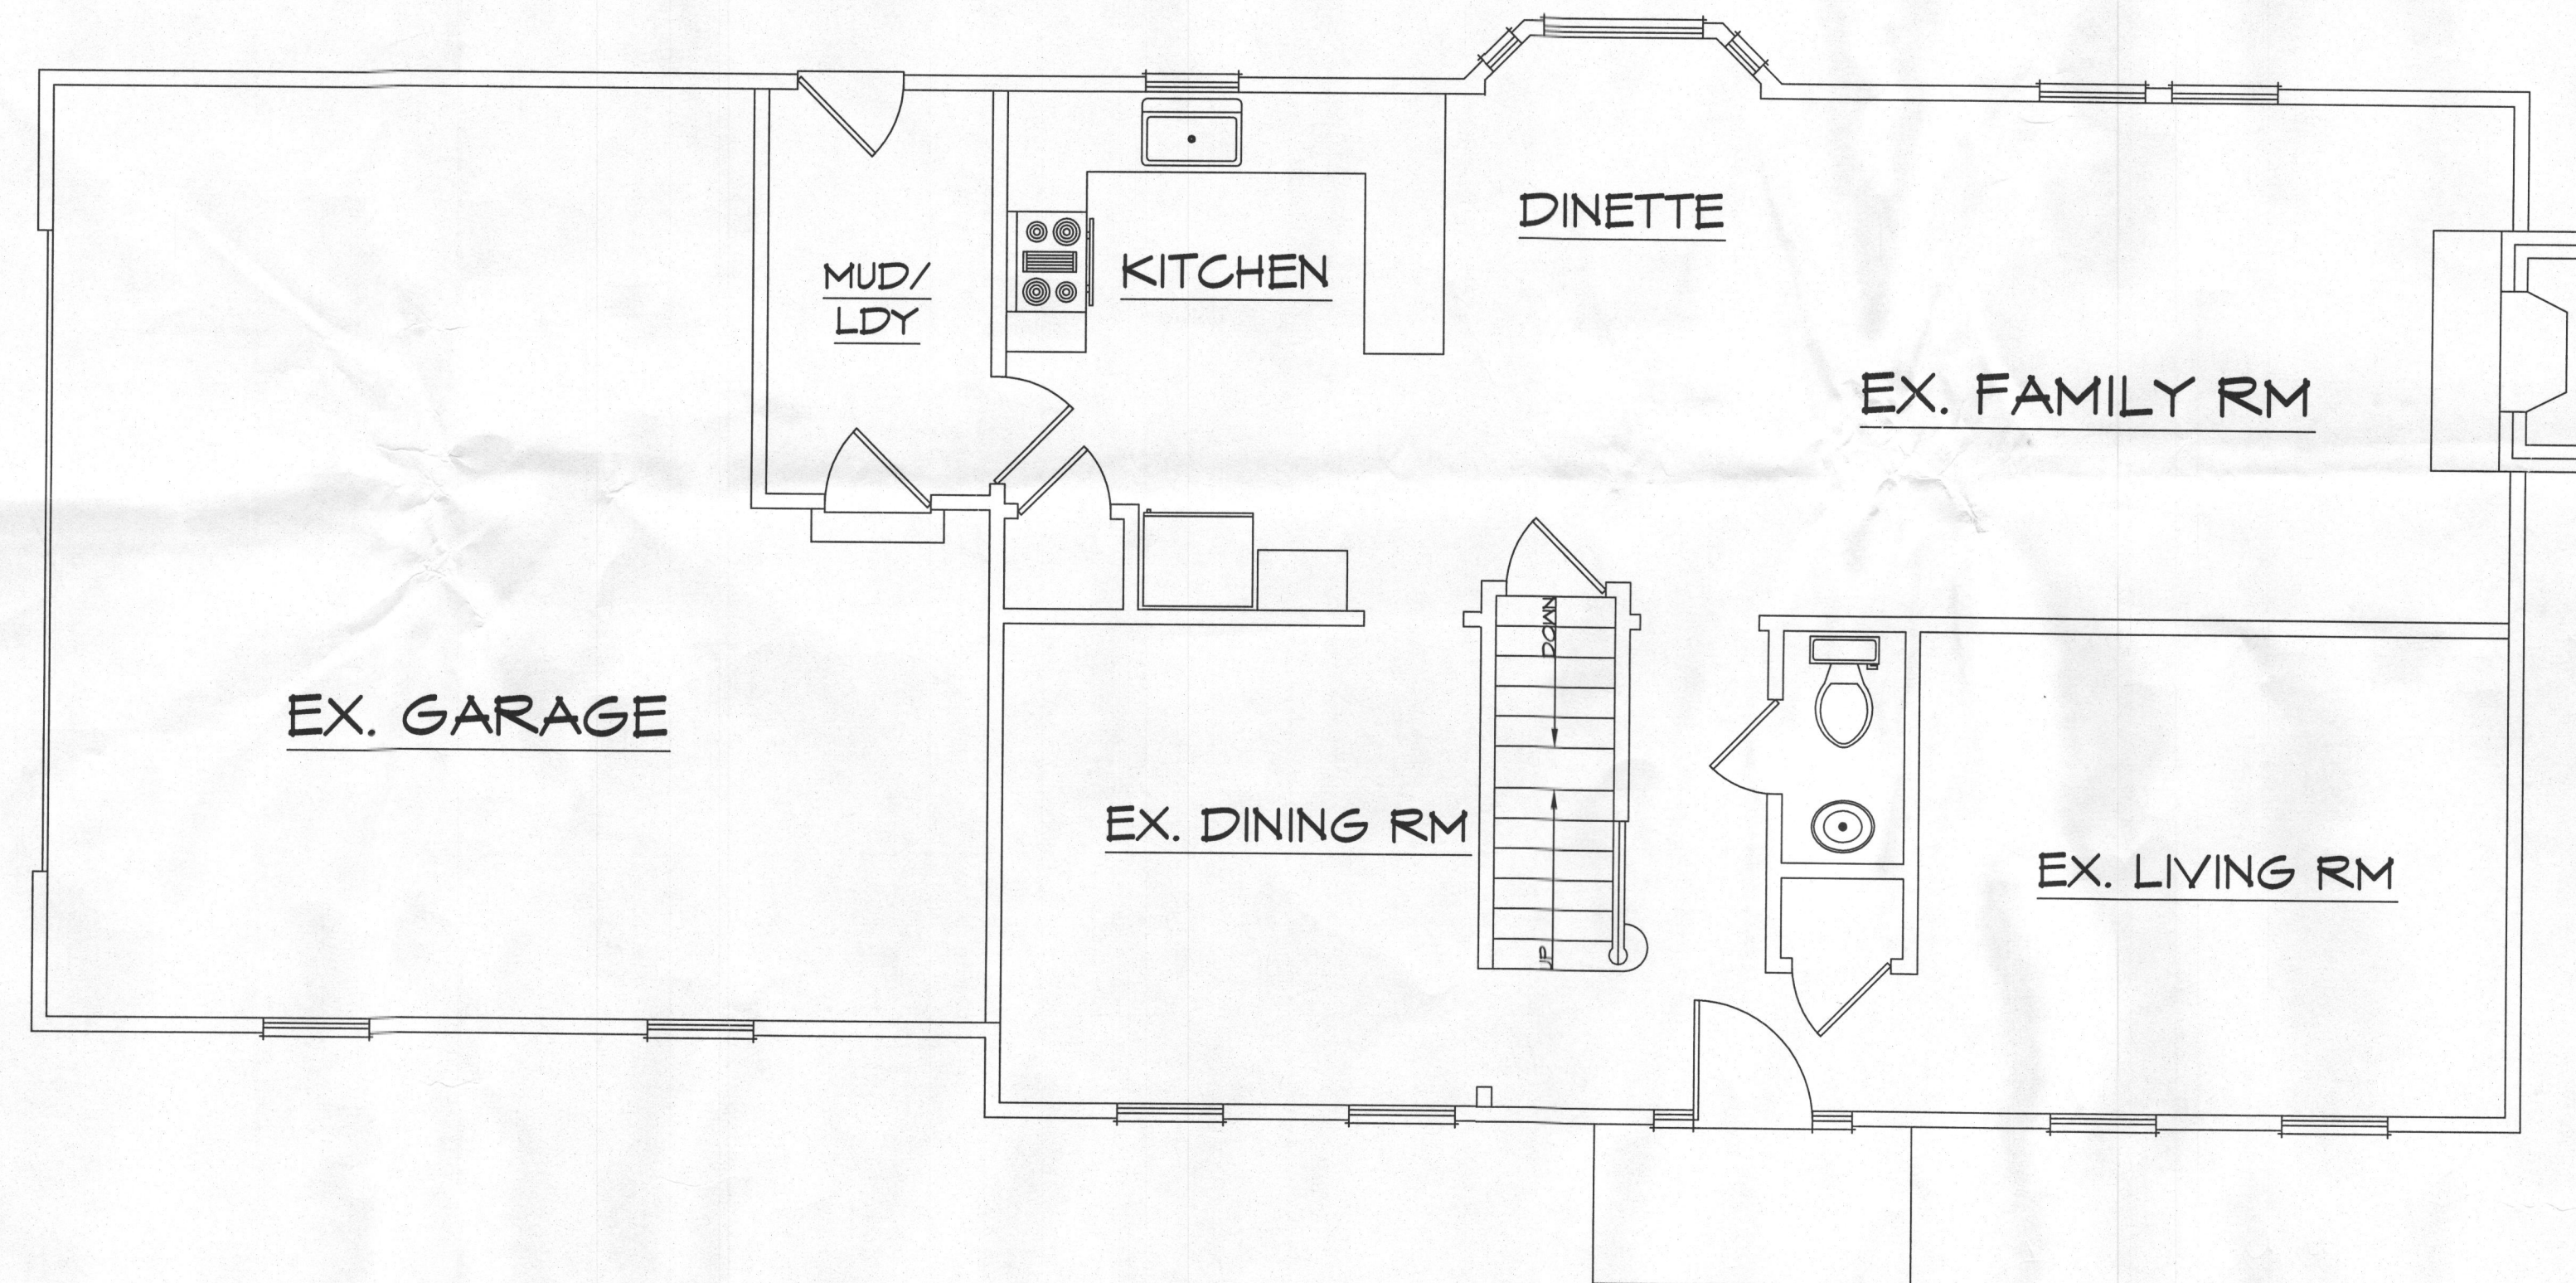 DINETTE
MUD/
LDY
KITCHEN
EX. FAMILY RM
DOWN
EX. GARAGE
EX. DINING RM
EX. LIVING RM
UP